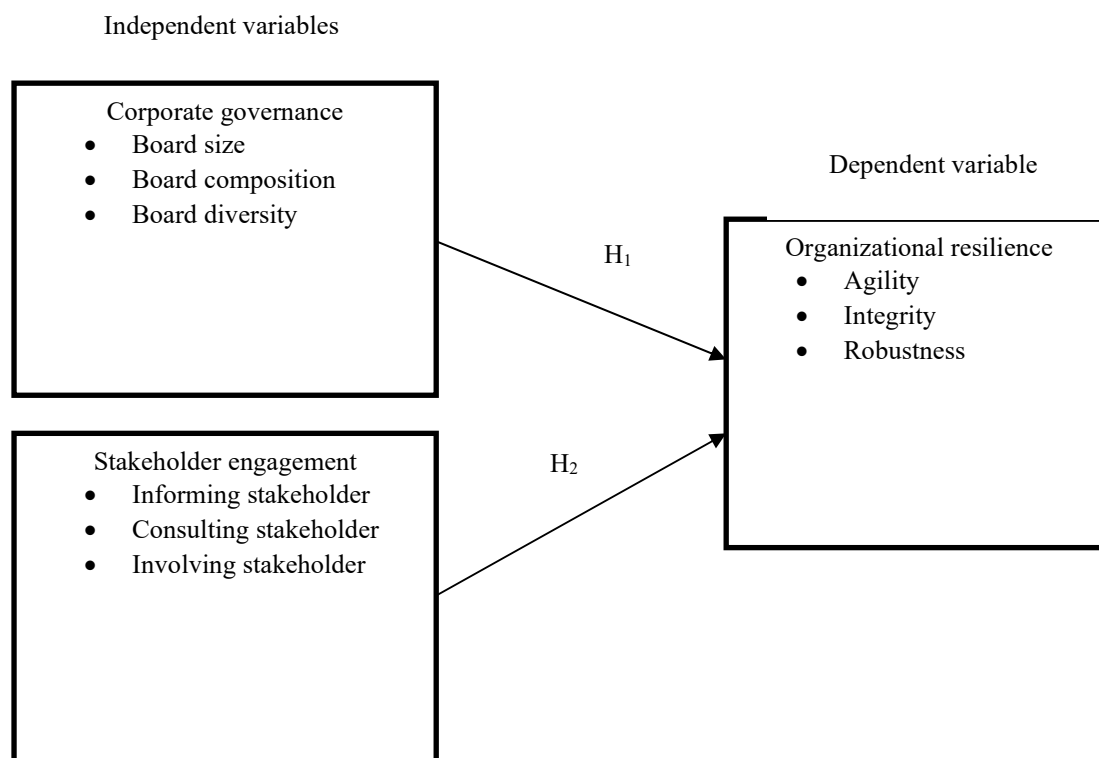 Independent variables
Corporate governance
• Board size
• Board composition
• Board diversity
Dependent variable
Organizational resilience
• Agility
• Integrity
• Robustness
H₁
Stakeholder engagement
• Informing stakeholder
• Consulting stakeholder
• Involving stakeholder
H₂